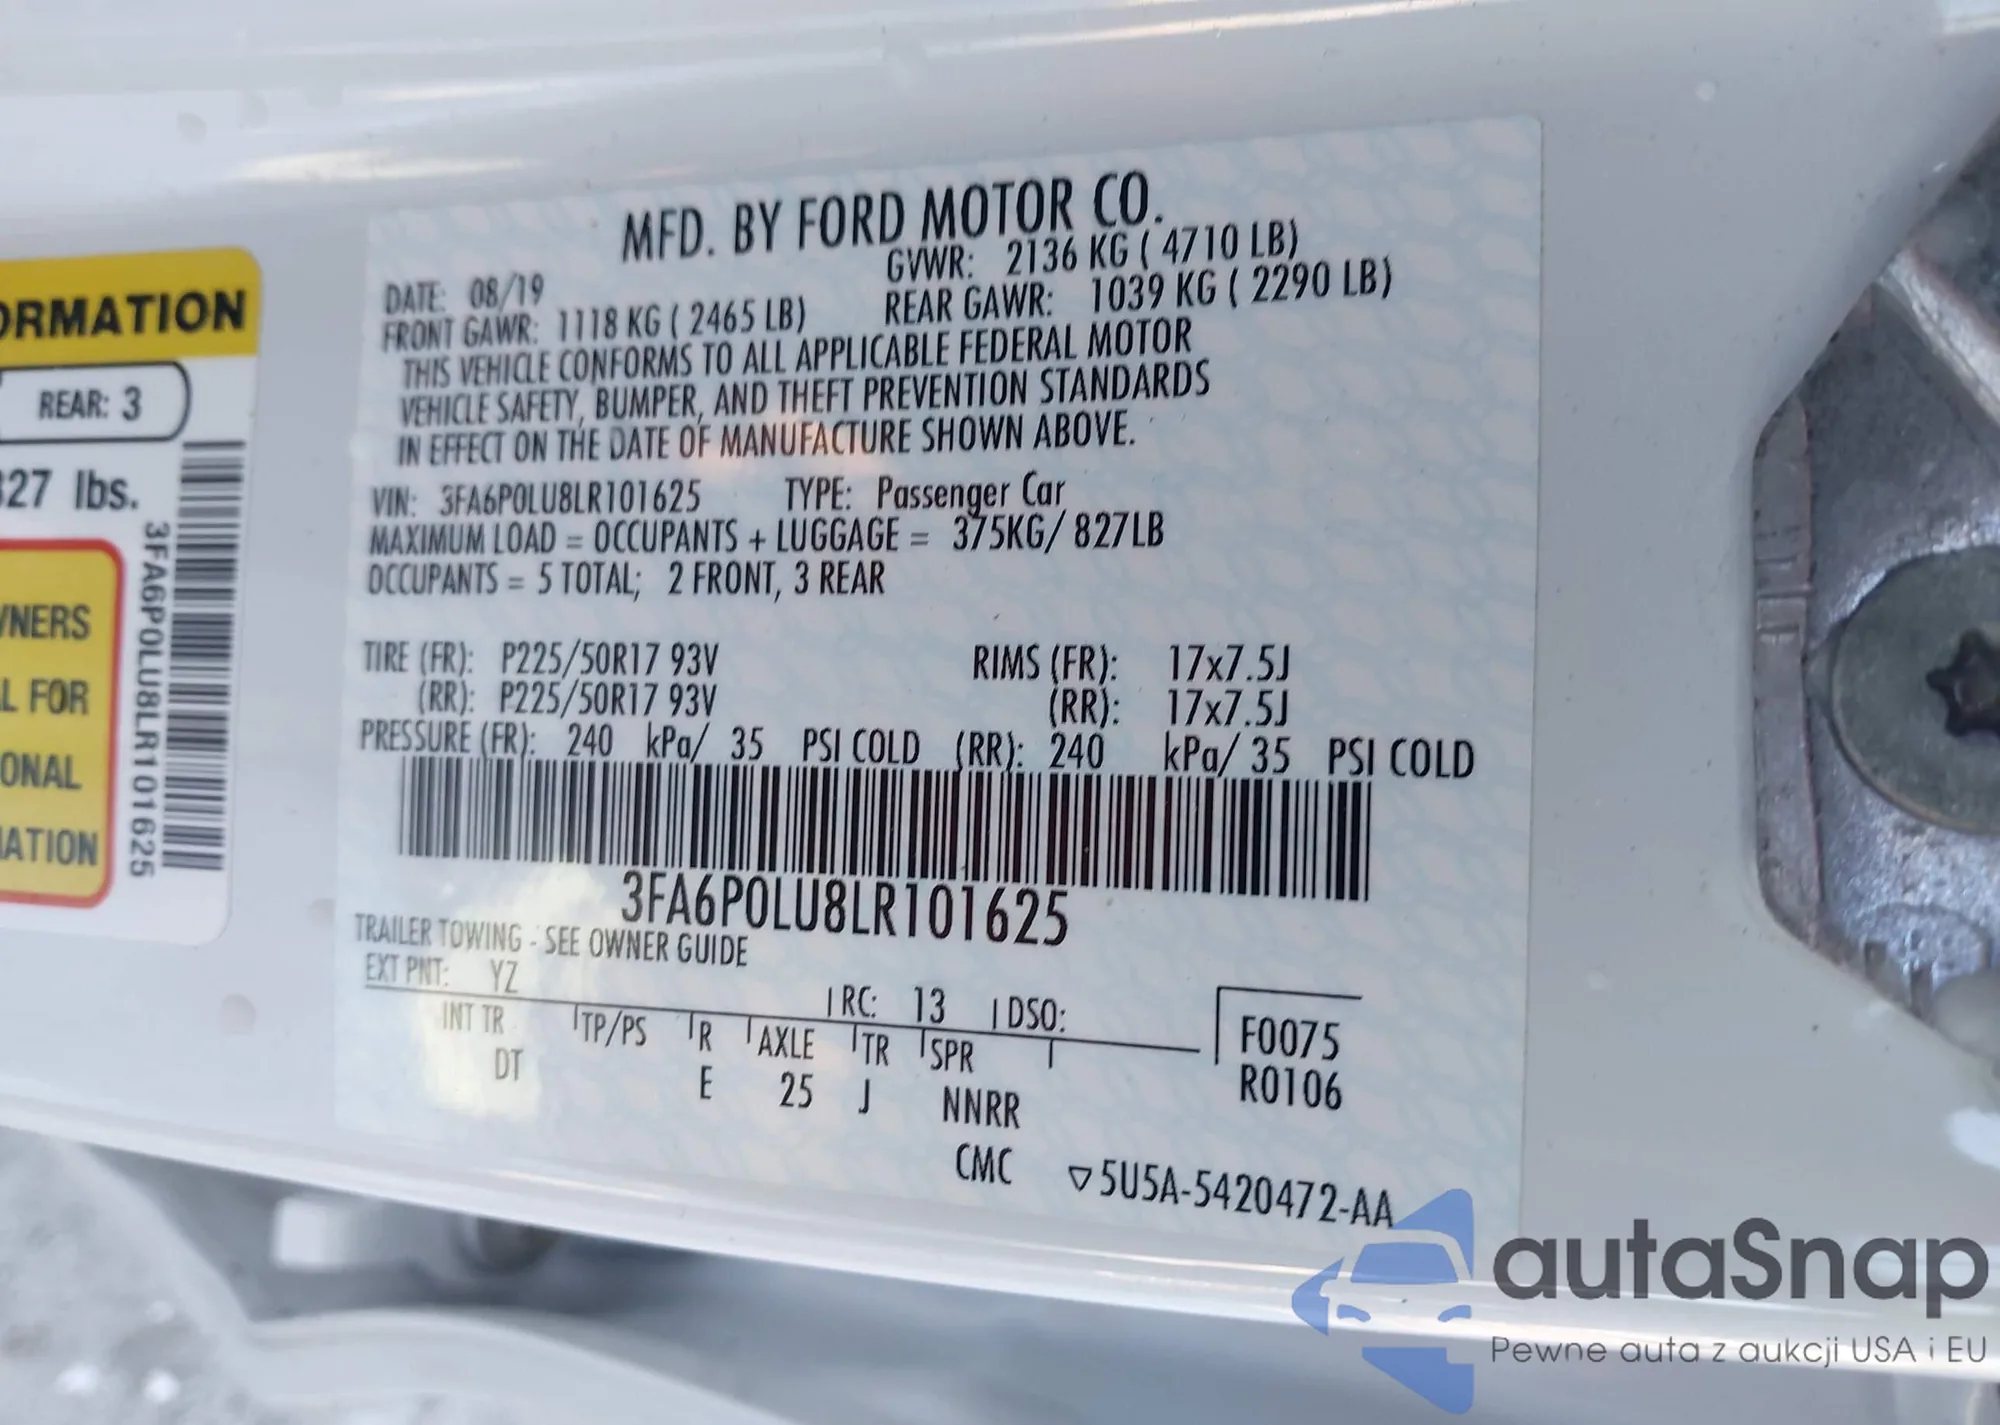 ORMATION
REAR: 3
27 lbs.
NERS
L FOR
ONAL
ATION
3FA6P0LU8LR101625
MFD. BY FORD MOTOR CO.
DATE: 08/19 GVWR: 2136 KG ( 4710 LB)
FRONT GAWR: 1118 KG ( 2465 LB) REAR GAWR: 1039 KG ( 2290 LB)
THIS VEHICLE CONFORMS TO ALL APPLICABLE FEDERAL MOTOR
VEHICLE SAFETY, BUMPER, AND THEFT PREVENTION STANDARDS
IN EFFECT ON THE DATE OF MANUFACTURE SHOWN ABOVE.
VIN: 3FA6P0LU8LR101625 TYPE: Passenger Car
MAXIMUM LOAD = OCCUPANTS + LUGGAGE = 375KG/ 827LB
OCCUPANTS = 5 TOTAL; 2 FRONT, 3 REAR
TIRE (FR): P225/50R17 93V RIMS (FR): 17x7.5J
(RR): P225/50R17 93V (RR): 17x7.5J
PRESSURE (FR): 240 kPa/ 35 PSI COLD (RR): 240 kPa/ 35 PSI COLD
3FA6P0LU8LR101625
TRAILER TOWING - SEE OWNER GUIDE
EXT PNT: YZ RC: 13 DSO:
INT TR TP/PS R AXLE TR SPR F0075
DT E 25 J NNRR R0106
CMC ▽5U5A-5420472-AA
autaSnap
Pewne auta z aukcji USA i EU